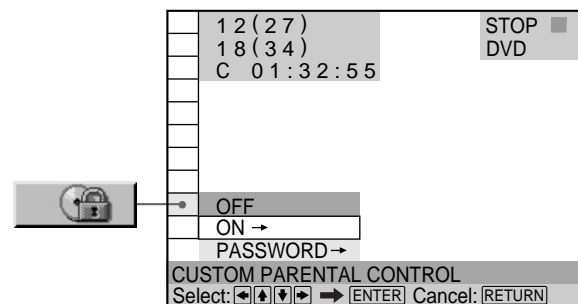 12(27)
18(34)
C 01:32:55
STOP
DVD
OFF
ON →
PASSWORD →
CUSTOM PARENTAL CONTROL
Select: ← ↑ ↓ → → ENTER Cancel: RETURN